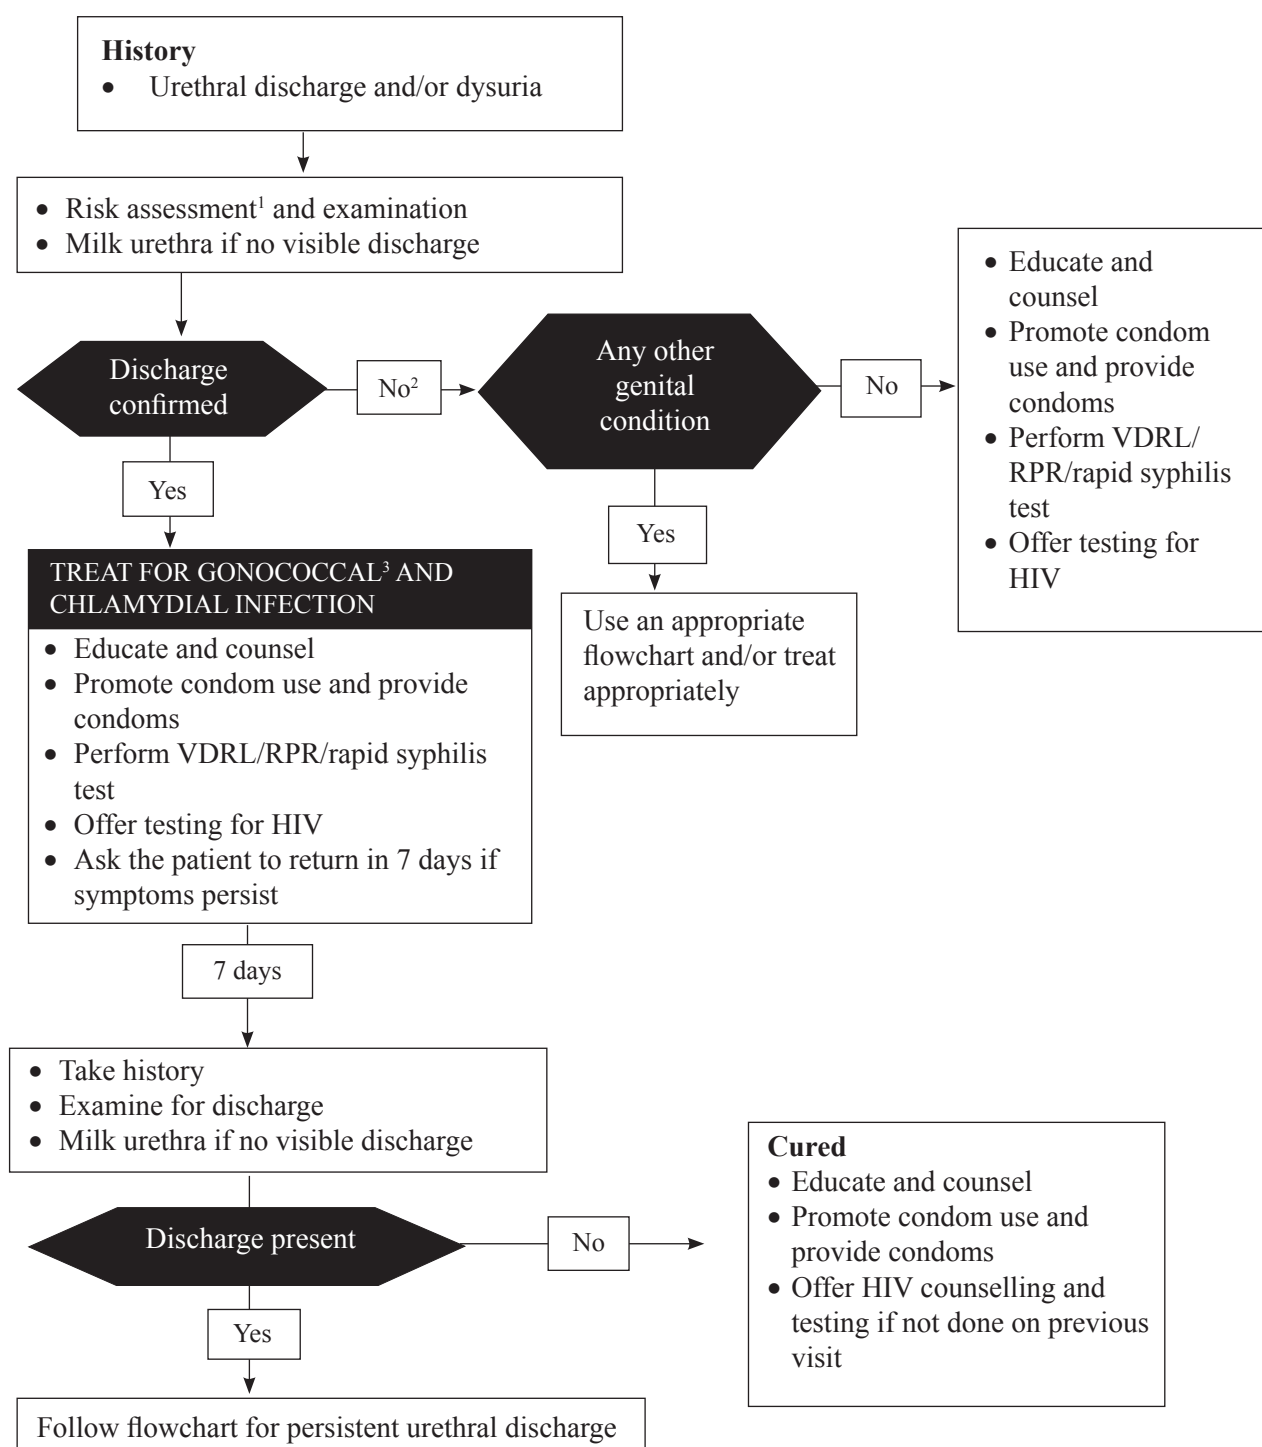 History
• Urethral discharge and/or dysuria
• Risk assessment¹ and examination
• Milk urethra if no visible discharge
Discharge
confirmed
No²
Any other
genital
condition
No
• Educate and
counsel
• Promote condom
use and provide
condoms
• Perform VDRL/
RPR/rapid syphilis
test
• Offer testing for
HIV
Yes
Yes
Use an appropriate
flowchart and/or treat
appropriately
TREAT FOR GONOCOCCAL³ AND
CHLAMYDIAL INFECTION
• Educate and counsel
• Promote condom use and provide
condoms
• Perform VDRL/RPR/rapid syphilis
test
• Offer testing for HIV
• Ask the patient to return in 7 days if
symptoms persist
7 days
• Take history
• Examine for discharge
• Milk urethra if no visible discharge
Discharge present
No
Cured
• Educate and counsel
• Promote condom use and
provide condoms
• Offer HIV counselling and
testing if not done on previous
visit
Yes
Follow flowchart for persistent urethral discharge